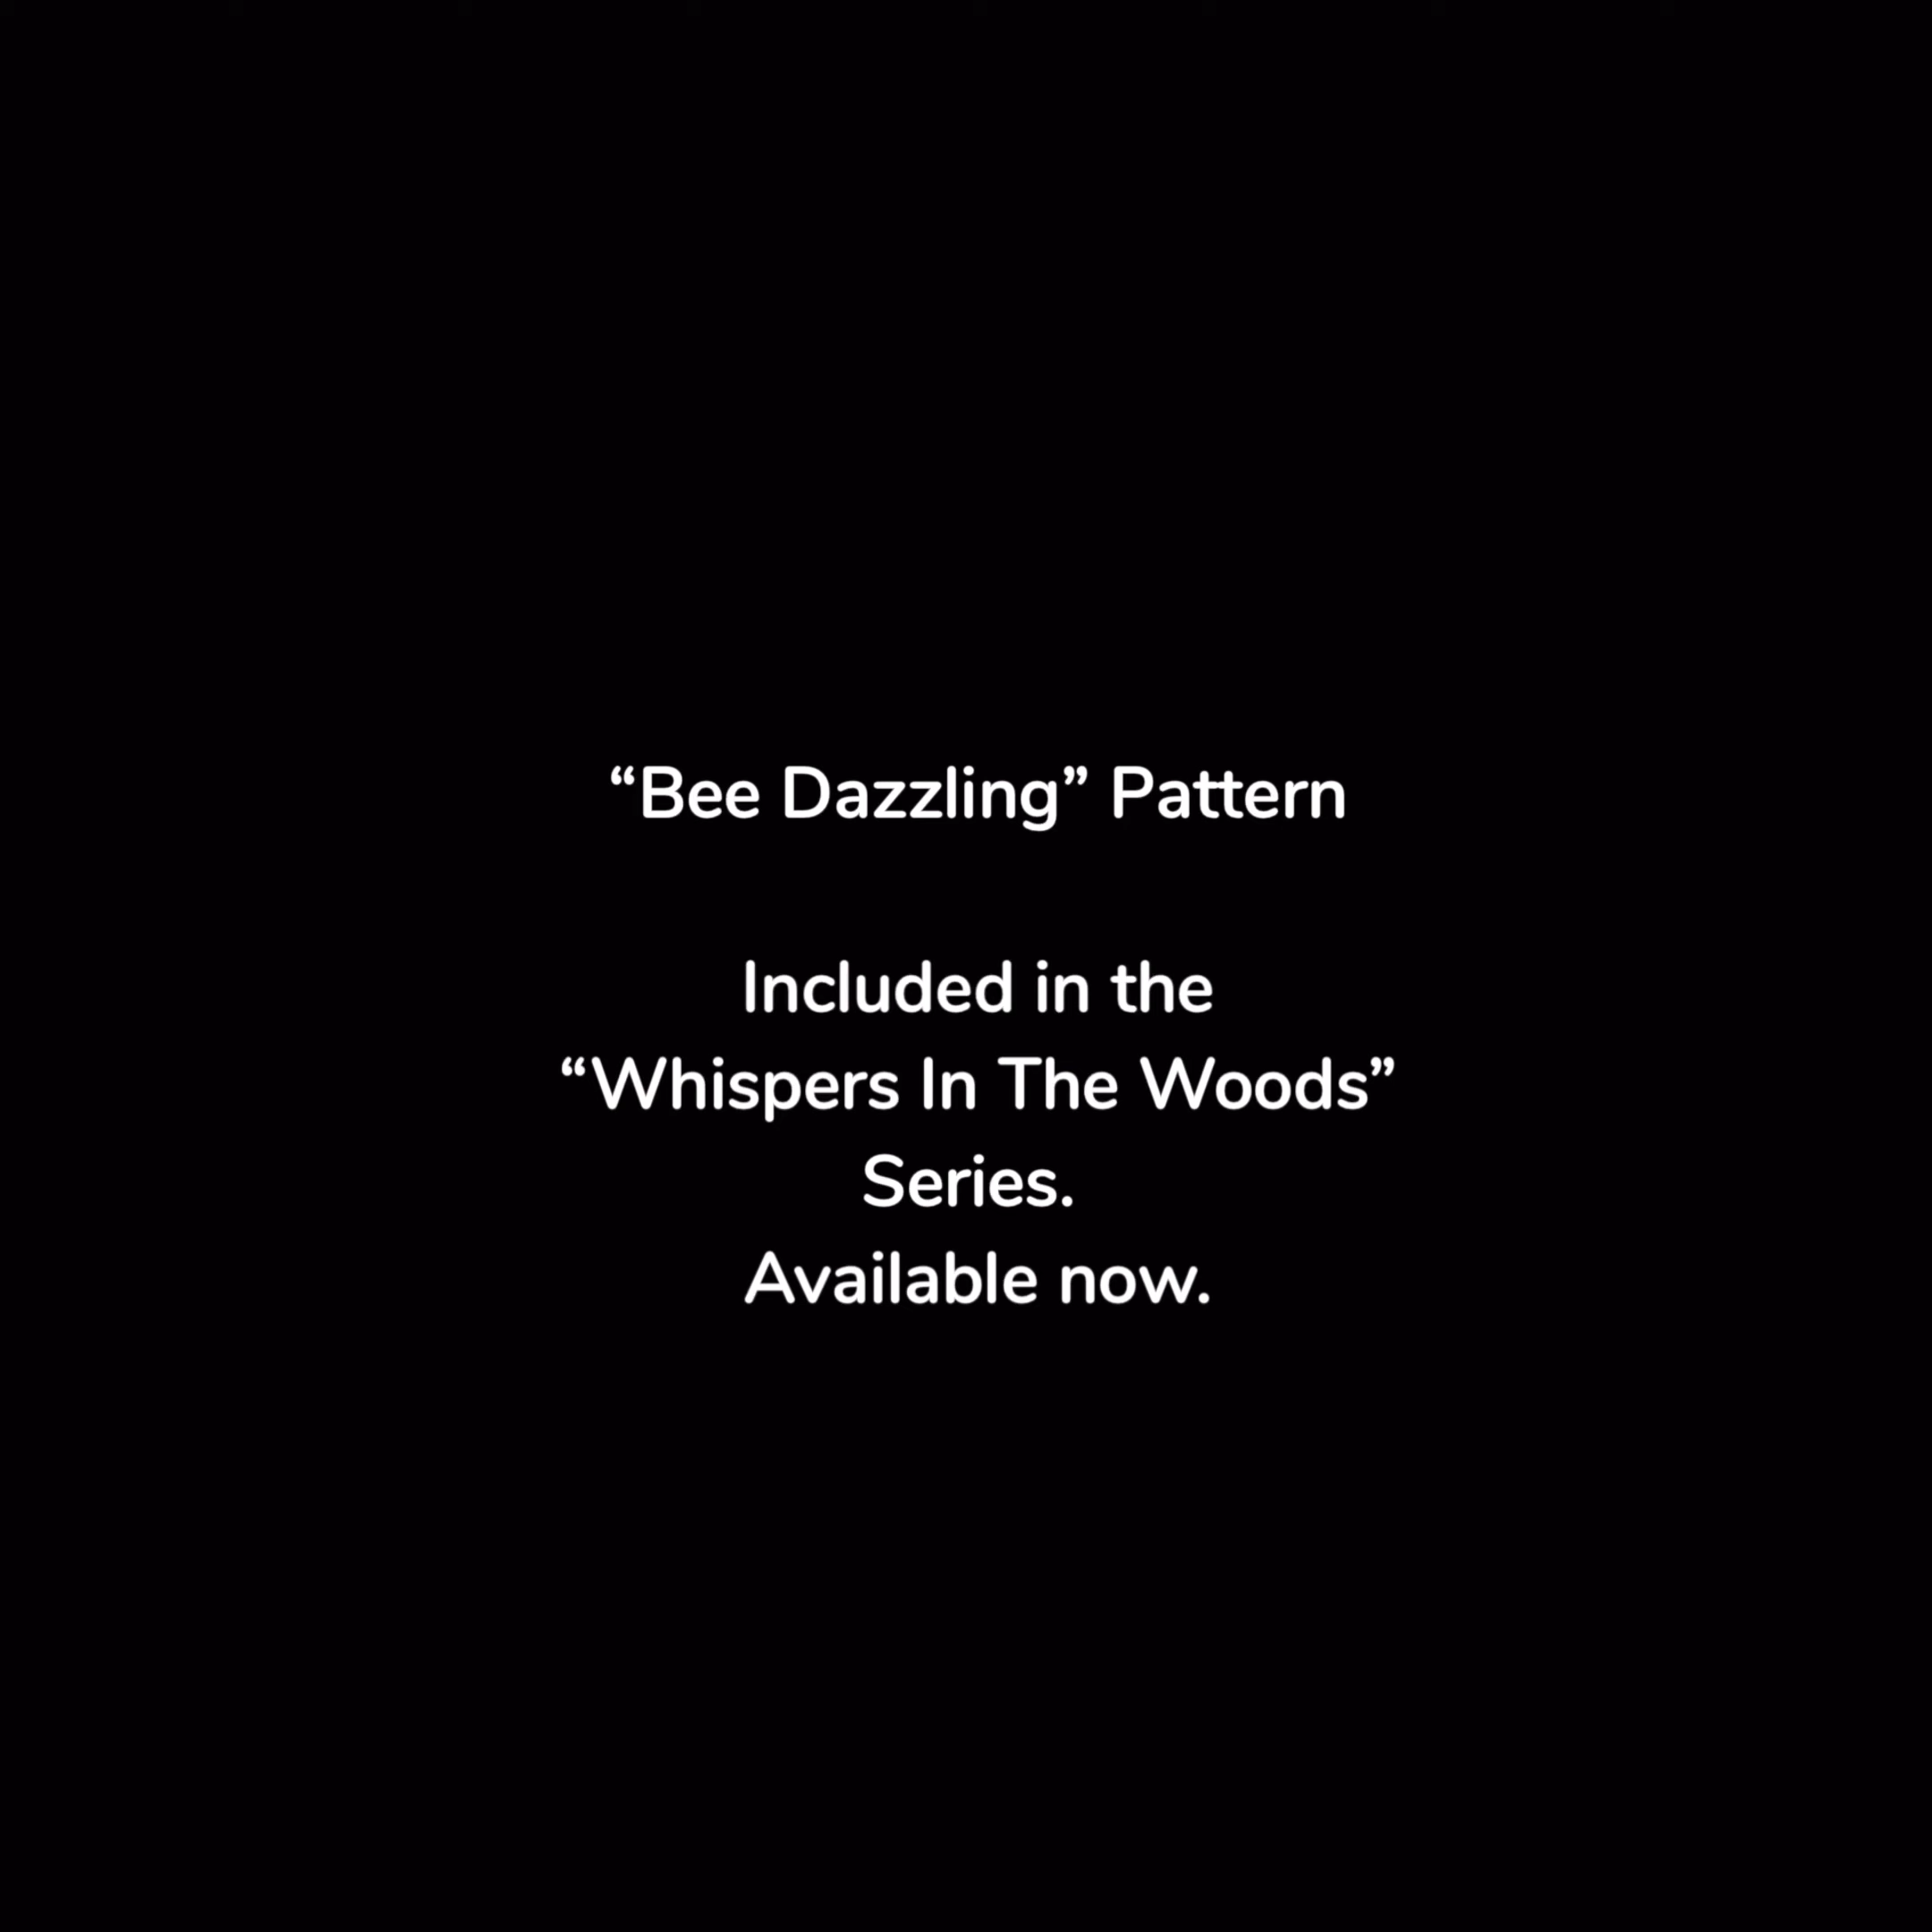 “Bee Dazzling” Pattern
Included in the
“Whispers In The Woods”
Series.
Available now.